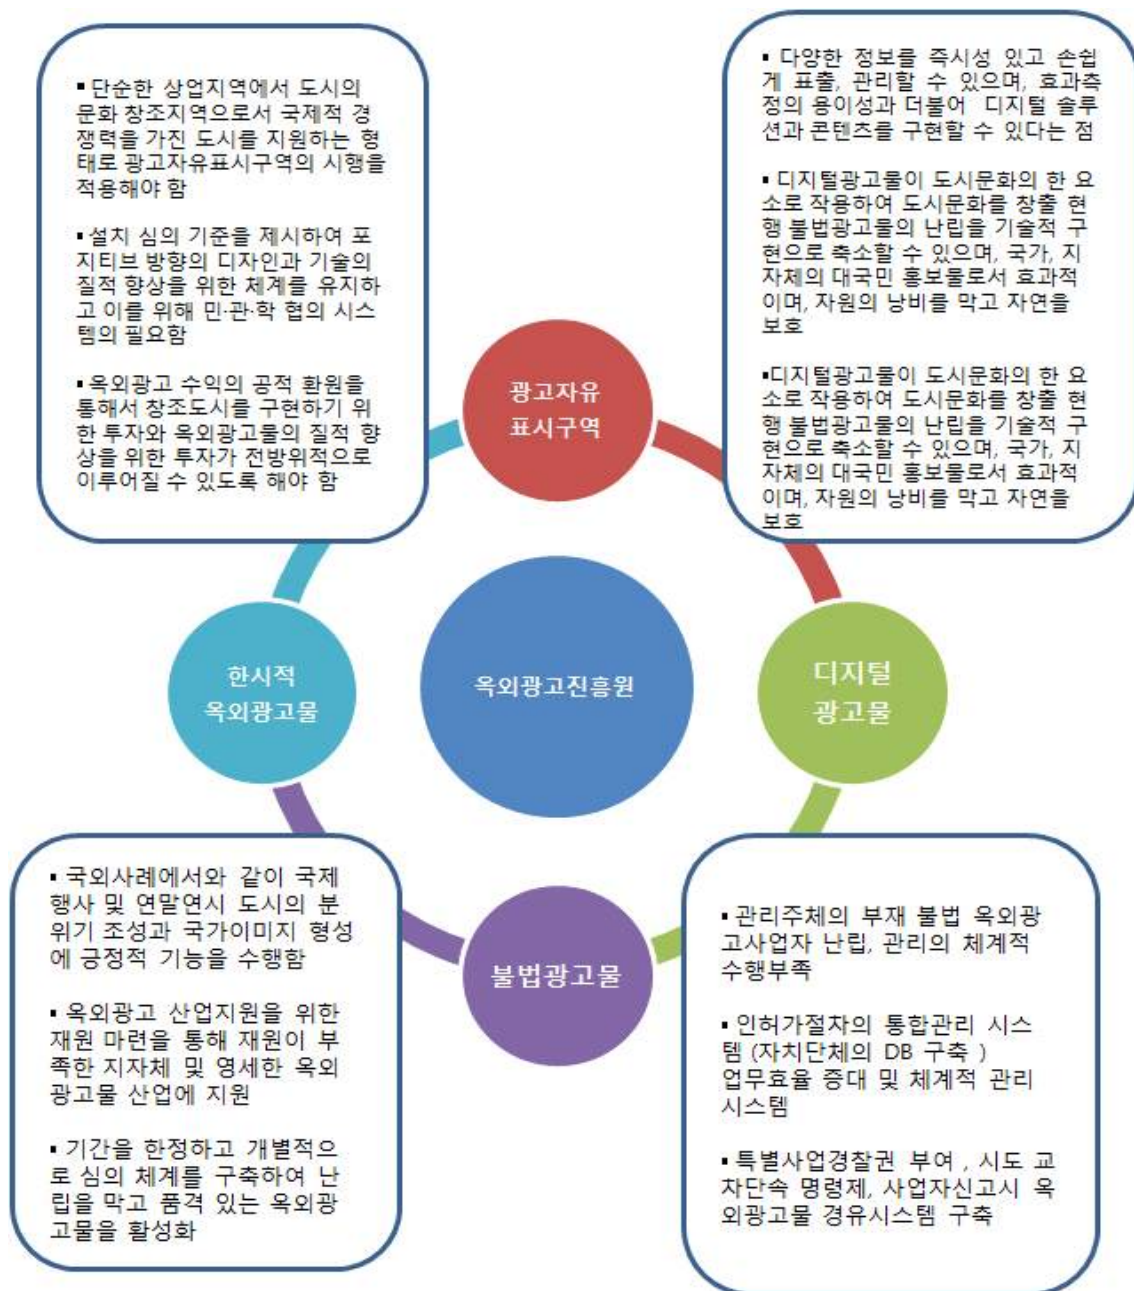 ▪ 단순한 상업지역에서 도시의
문화 창조지역으로서 국제적 경
쟁력을 가진 도시를 지원하는 형
태로 광고자유표시구역의 시행을
적용해야 함
▪ 설치 심의 기준을 제시하여 포
지티브 방향의 디자인과 기술의
질적 향상을 위한 체계를 유지하
고 이를 위해 민·관·학 협의 시스
템의 필요함
▪ 옥외광고 수익의 공적 환원을
통해서 창조도시를 구현하기 위
한 투자와 옥외광고물의 질적 향
상을 위한 투자가 전방위적으로
이루어질 수 있도록 해야 함
▪ 다양한 정보를 즉시성 있고 손쉽
게 표출, 관리할 수 있으며, 효과측
정의 용이성과 더불어 디지털 솔루
션과 콘텐츠를 구현할 수 있다는 점
▪ 디지털광고물이 도시문화의 한 요
소로 작용하여 도시문화를 창출 현
행 불법광고물의 난립을 기술적 구
현으로 축소할 수 있으며, 국가, 지
자체의 대국민 홍보물로서 효과적
이며, 자원의 낭비를 막고 자연을
보호
▪디지털광고물이 도시문화의 한 요
소로 작용하여 도시문화를 창출 현
행 불법광고물의 난립을 기술적 구
현으로 축소할 수 있으며, 국가, 지
자체의 대국민 홍보물로서 효과적
이며, 자원의 낭비를 막고 자연을
보호
광고자유
표시구역
한시적
옥외광고물
옥외광고진흥원
디지털
광고물
불법광고물
▪ 국외사례에서와 같이 국제
행사 및 연말연시 도시의 분
위기 조성과 국가이미지 형성
에 긍정적 기능을 수행함
▪ 옥외광고 산업지원을 위한
재원 마련을 통해 재원이 부
족한 지자체 및 영세한 옥외
광고물 산업에 지원
▪ 기간을 한정하고 개별적으
로 심의 체계를 구축하여 난
립을 막고 품격 있는 옥외광
고물을 활성화
▪ 관리주체의 부재 불법 옥외광
고사업자 난립, 관리의 체계적
수행부족
▪ 인허가절차의 통합관리 시스
템 (자치단체의 DB 구축 )
업무효율 증대 및 체계적 관리
시스템
▪ 특별사업경찰권 부여 , 시도 교
차단속 명령제, 사업자신고시 옥
외광고물 경유시스템 구축